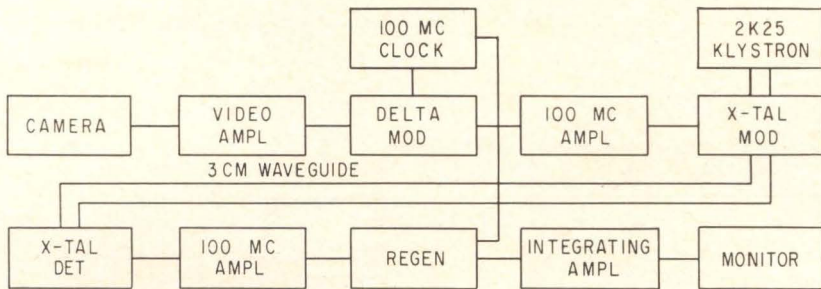 100 MC
CLOCK
2K25
KLYSTRON
CAMERA
VIDEO
AMPL
DELTA
MOD
100 MC
AMPL
X-TAL
MOD
3 CM WAVEGUIDE
X-TAL
DET
100 MC
AMPL
REGEN
INTEGRATING
AMPL
MONITOR